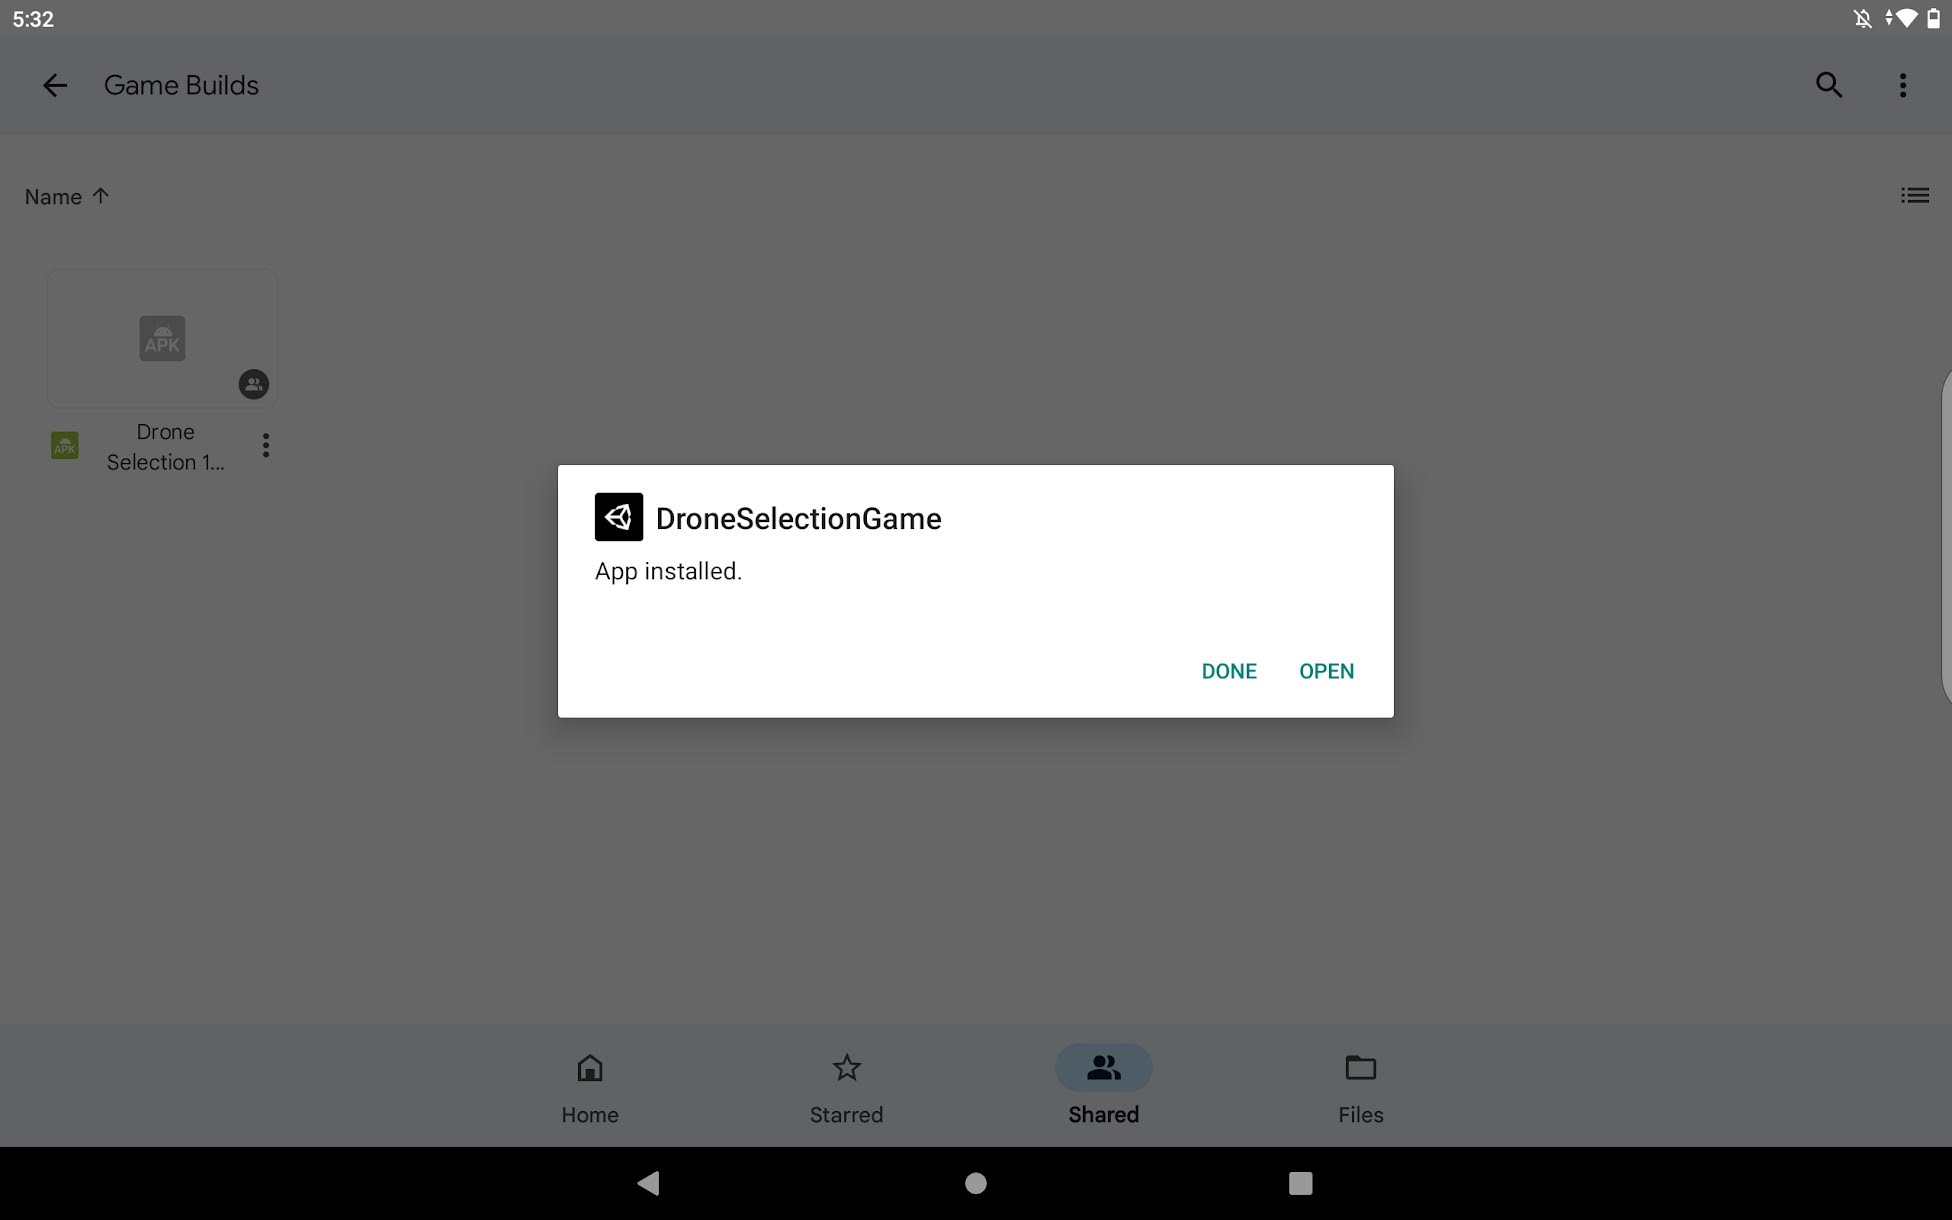 5:32
Game Builds
Name
APK
APK
Drone
Selection 1...
DroneSelectionGame
App installed.
DONE OPEN
Home Starred Shared Files